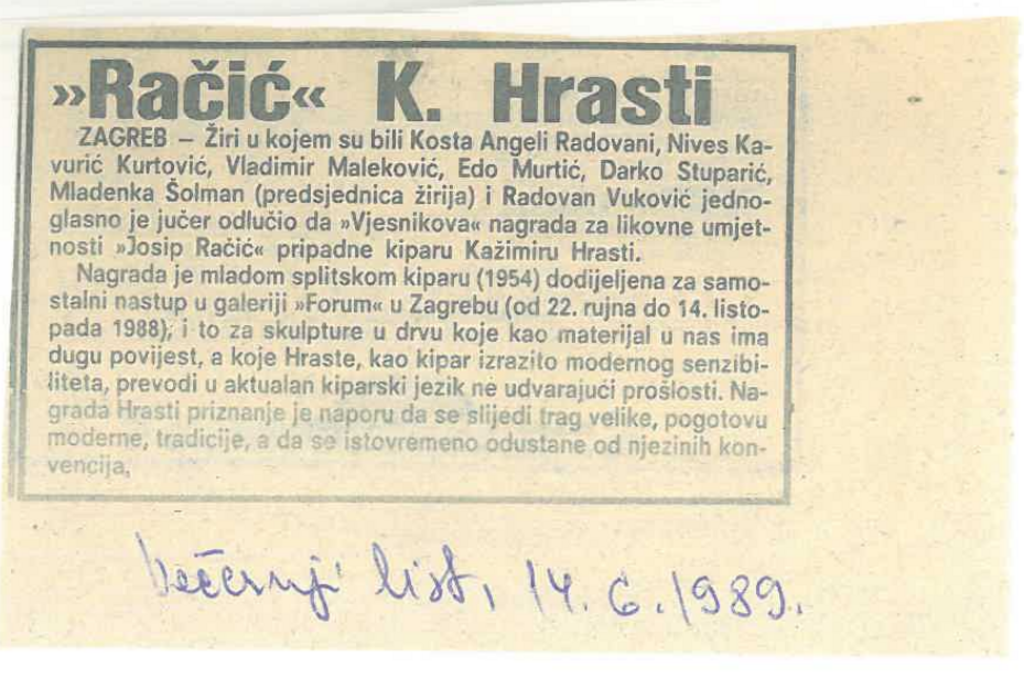 »Račić« K. Hrasti
ZAGREB – Žiri u kojem su bili Kosta Angeli Radovani, Nives Ka-
vurić Kurtović, Vladimir Maleković, Edo Murtić, Darko Stuparić,
Mladenka Šolman (predsjednica žirija) i Radovan Vuković jedno-
glasno je jučer odlučio da »Vjesnikova« nagrada za likovne umjet-
nosti »Josip Račić« pripadne kiparu Kažimiru Hrasti.
Nagrada je mladom splitskom kiparu (1954) dodijeljena za samo-
stalni nastup u galeriji »Forum« u Zagrebu (od 22. rujna do 14. listo-
pada 1988), i to za skulpture u drvu koje kao materijal u nas ima
dugu povijest, a koje Hraste, kao kipar izrazito modernog senzibi-
liteta, prevodi u aktualan kiparski jezik ne udvarajući prošlosti. Na-
grada Hrasti priznanje je naporu da se slijedi trag velike, pogotovu
moderne, tradicije, a da se istovremeno odustane od njezinih kon-
vencija.
Večernji list, 14. 6. 1989.